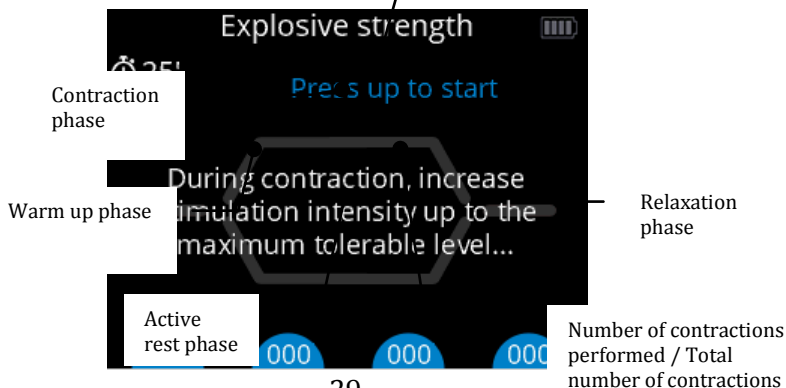 Explosive strength
25'
Press up to start
Contraction
phase
During contraction, increase
stimulation intensity up to the
maximum tolerable level...
Warm up phase
Relaxation
phase
Active
rest phase
000
000
000
Number of contractions
performed / Total
number of contractions